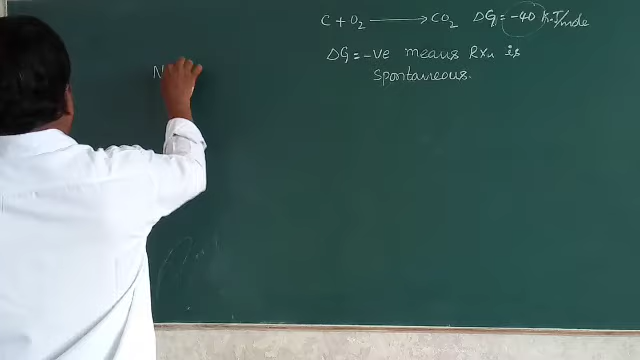 C + O₂ ⟶ CO₂ ΔG = -40 KJ/mole
ΔG = -ve means Rxn is
spontaneous.
N